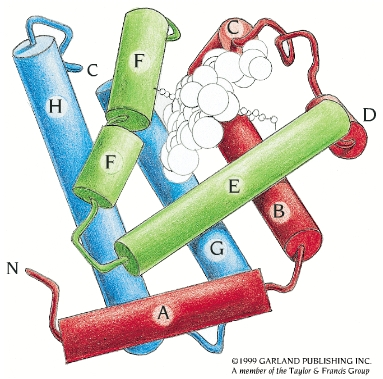 C
F
C
H
D
F
E
B
G
N
A
©1999 GARLAND PUBLISHING INC.
A member of the Taylor & Francis Group